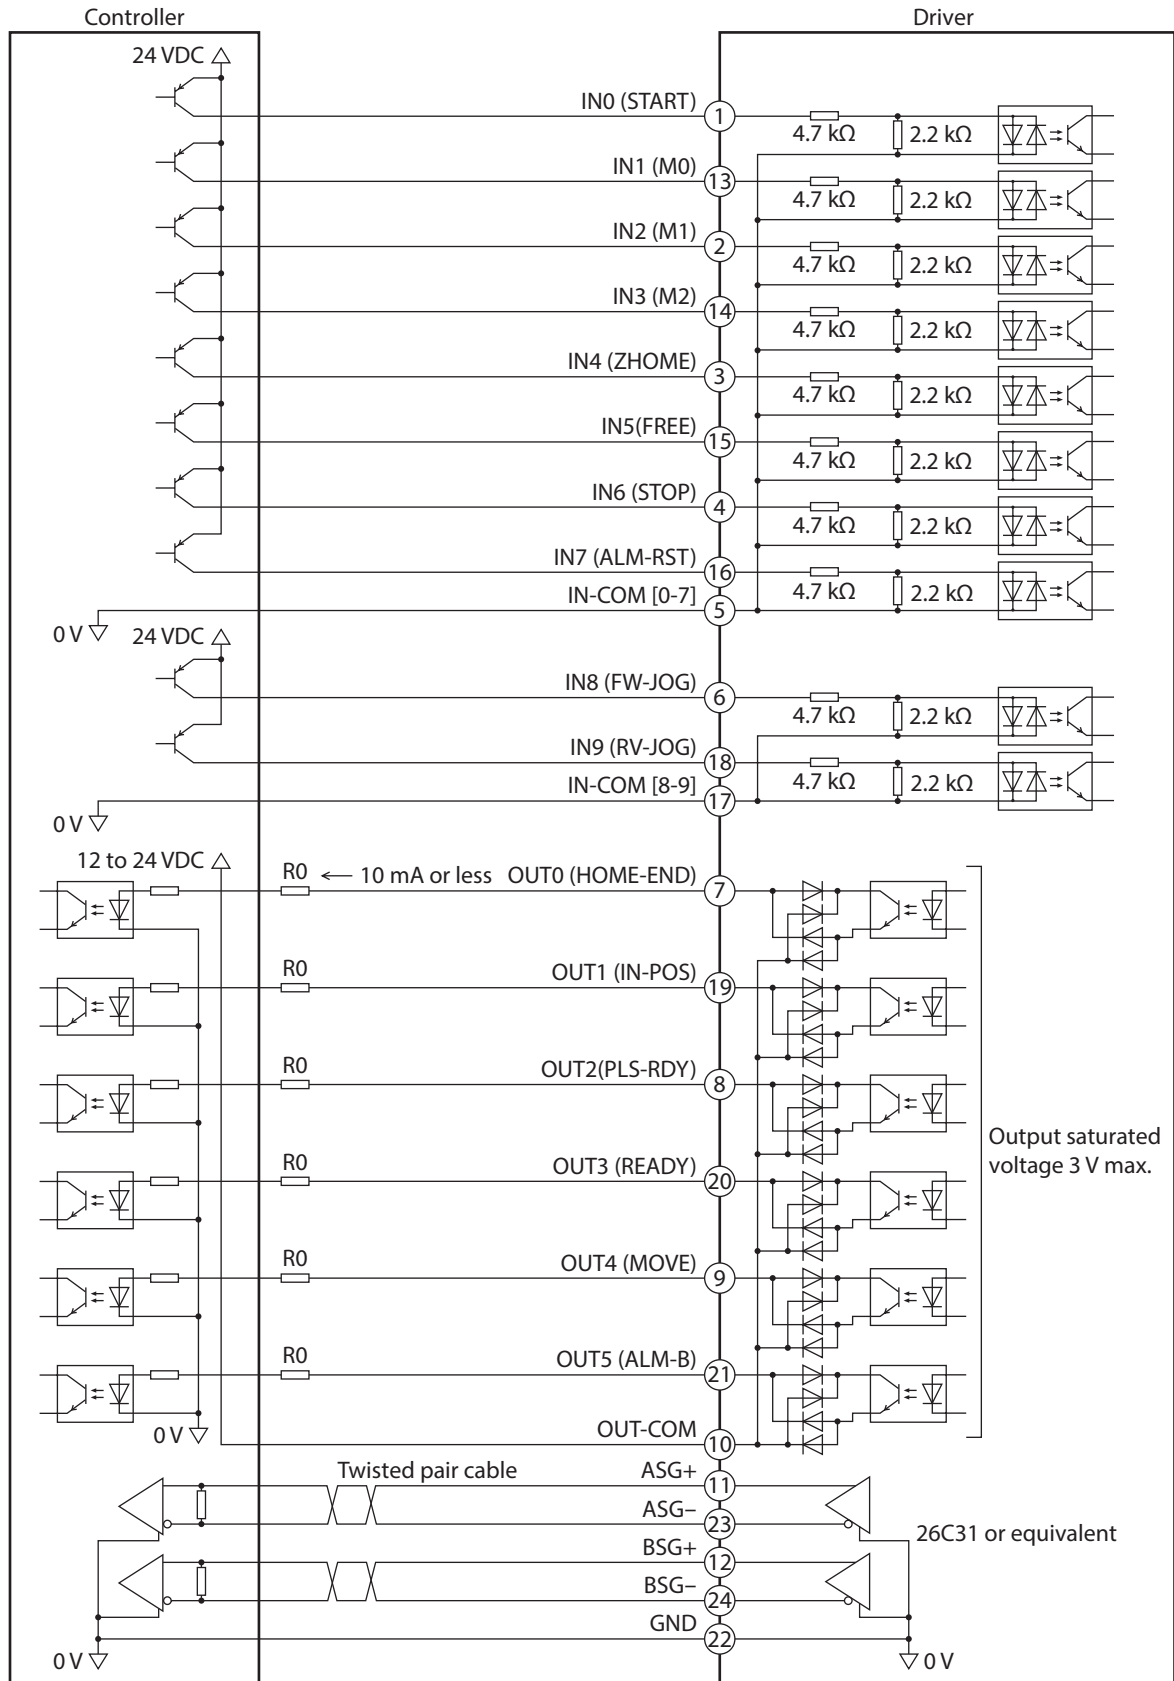 Controller
Driver
24 VDC
IN0 (START)
1
4.7 kΩ
2.2 kΩ
IN1 (M0)
13
4.7 kΩ
2.2 kΩ
IN2 (M1)
2
4.7 kΩ
2.2 kΩ
IN3 (M2)
14
4.7 kΩ
2.2 kΩ
IN4 (ZHOME)
3
4.7 kΩ
2.2 kΩ
IN5(FREE)
15
4.7 kΩ
2.2 kΩ
IN6 (STOP)
4
4.7 kΩ
2.2 kΩ
IN7 (ALM-RST)
16
4.7 kΩ
2.2 kΩ
IN-COM [0-7]
5
0 V
24 VDC
IN8 (FW-JOG)
6
4.7 kΩ
2.2 kΩ
IN9 (RV-JOG)
18
4.7 kΩ
2.2 kΩ
IN-COM [8-9]
17
0 V
12 to 24 VDC
R0
10 mA or less
OUT0 (HOME-END)
7
R0
OUT1 (IN-POS)
19
R0
OUT2(PLS-RDY)
8
Output saturated
voltage 3 V max.
R0
OUT3 (READY)
20
R0
OUT4 (MOVE)
9
R0
OUT5 (ALM-B)
21
0 V
OUT-COM
10
Twisted pair cable
ASG+
11
ASG–
23
26C31 or equivalent
BSG+
12
BSG–
24
GND
22
0 V
0 V